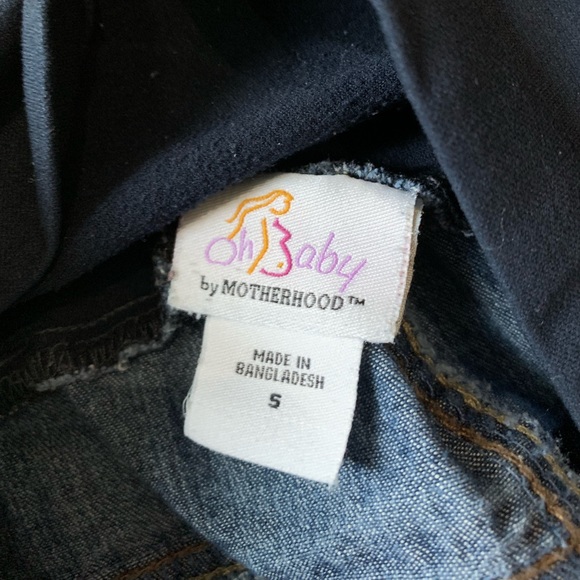 Oh Baby
by MOTHERHOOD™
MADE IN
BANGLADESH
S